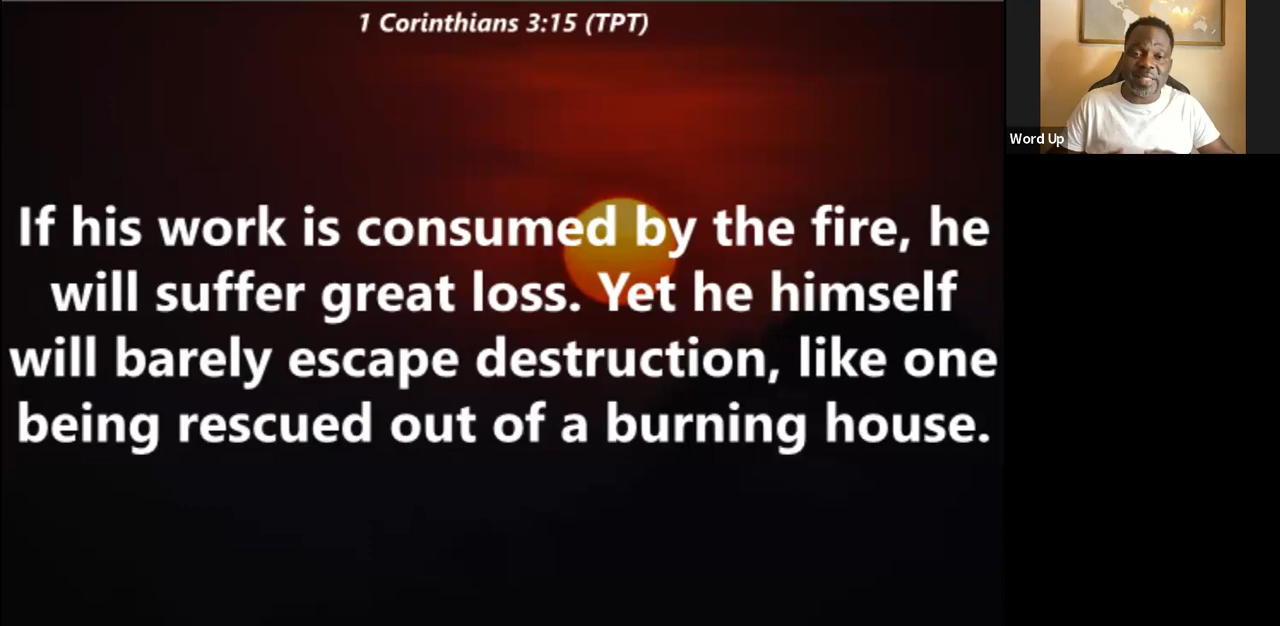 1 Corinthians 3:15 (TPT)
If his work is consumed by the fire, he
will suffer great loss. Yet he himself
will barely escape destruction, like one
being rescued out of a burning house.
Word Up